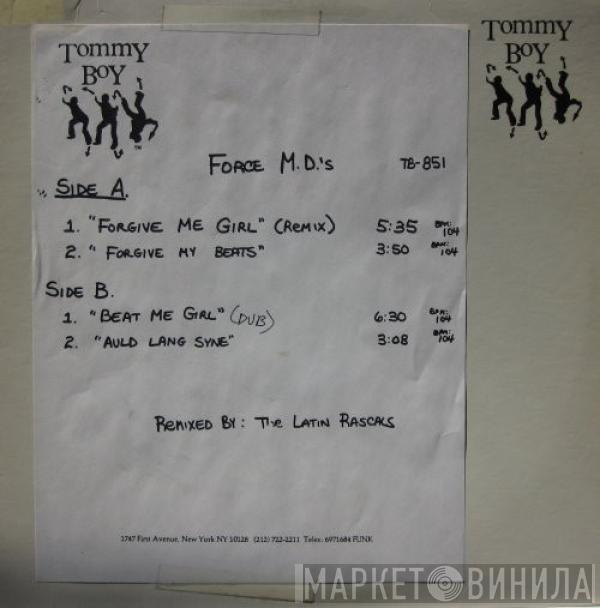 Tommy
Boy
TM
Tommy
Boy
FORCE M.D.'s TB-851
SIDE A.
1. "FORGIVE ME GIRL" (REMIX) 5:35 BPM: 104
2. "FORGIVE MY BEATS" 3:50 BPM: 104
SIDE B.
1. "BEAT ME GIRL" (DUB) 6:30 BPM: 104
2. "AULD LANG SYNE" 3:08 BPM: 104
REMIXED BY: THE LATIN RASCALS
1747 First Avenue, New York NY 10128 (212) 722-2211 Telex: 6971684 FUNK
МАРКЕТ ВИНИЛА